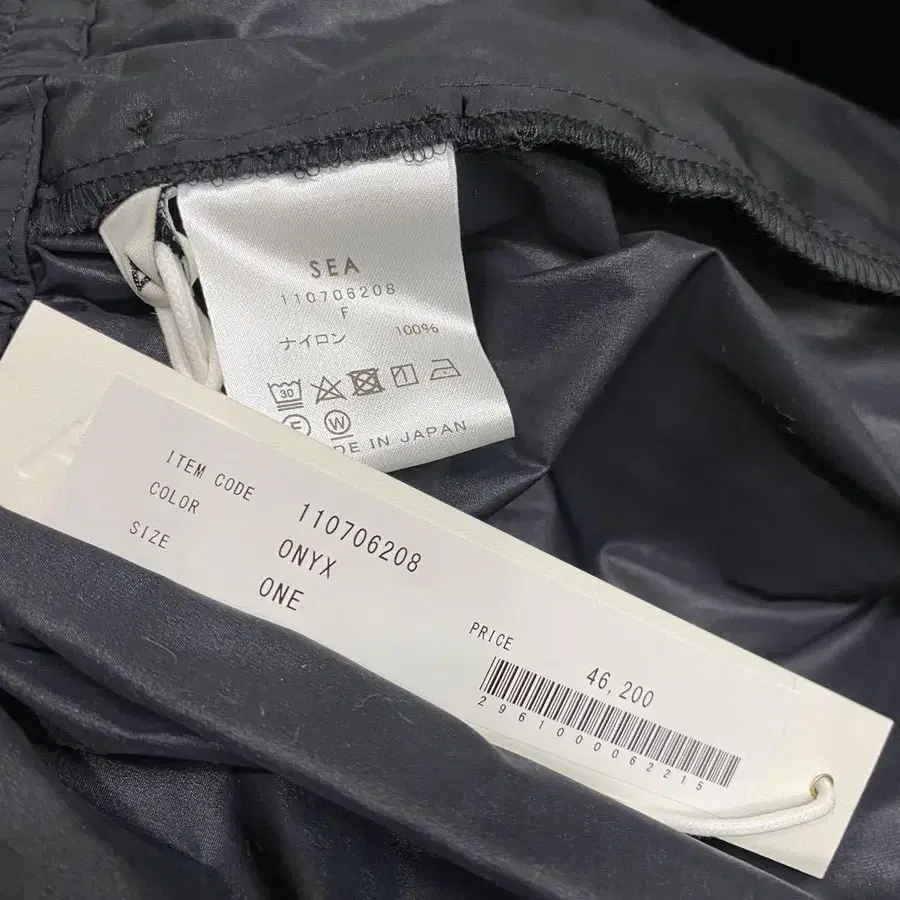 SEA
110706208
F
ナイロン 100%
30
F
W
DE IN JAPAN
ITEM CODE 110706208
COLOR ONYX
SIZE ONE
PRICE 46,200
2961000062215